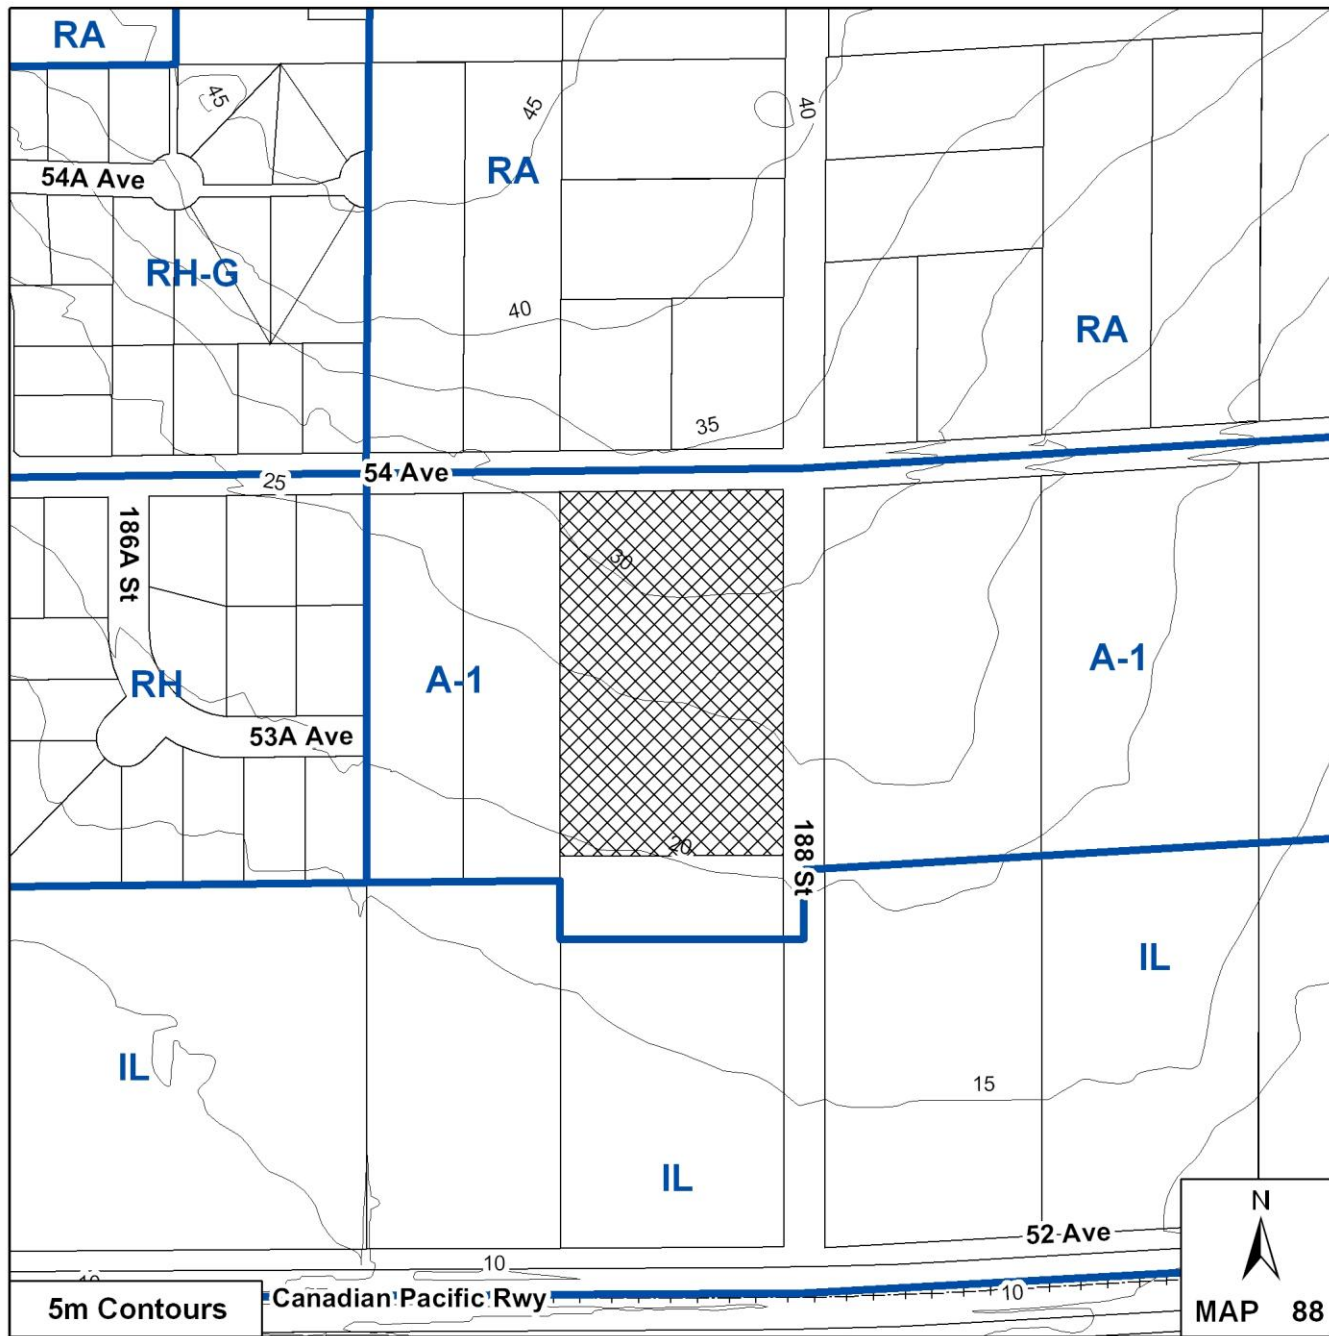 RA
45
45
40
54A Ave
RA
RH-G
40
RA
35
54 Ave
25
186A St
30
A-1
RH
A-1
53A Ave
20
188 St
IL
IL
15
IL
N
52 Ave
10
10
10
5m Contours
Canadian Pacific Rwy
MAP 88